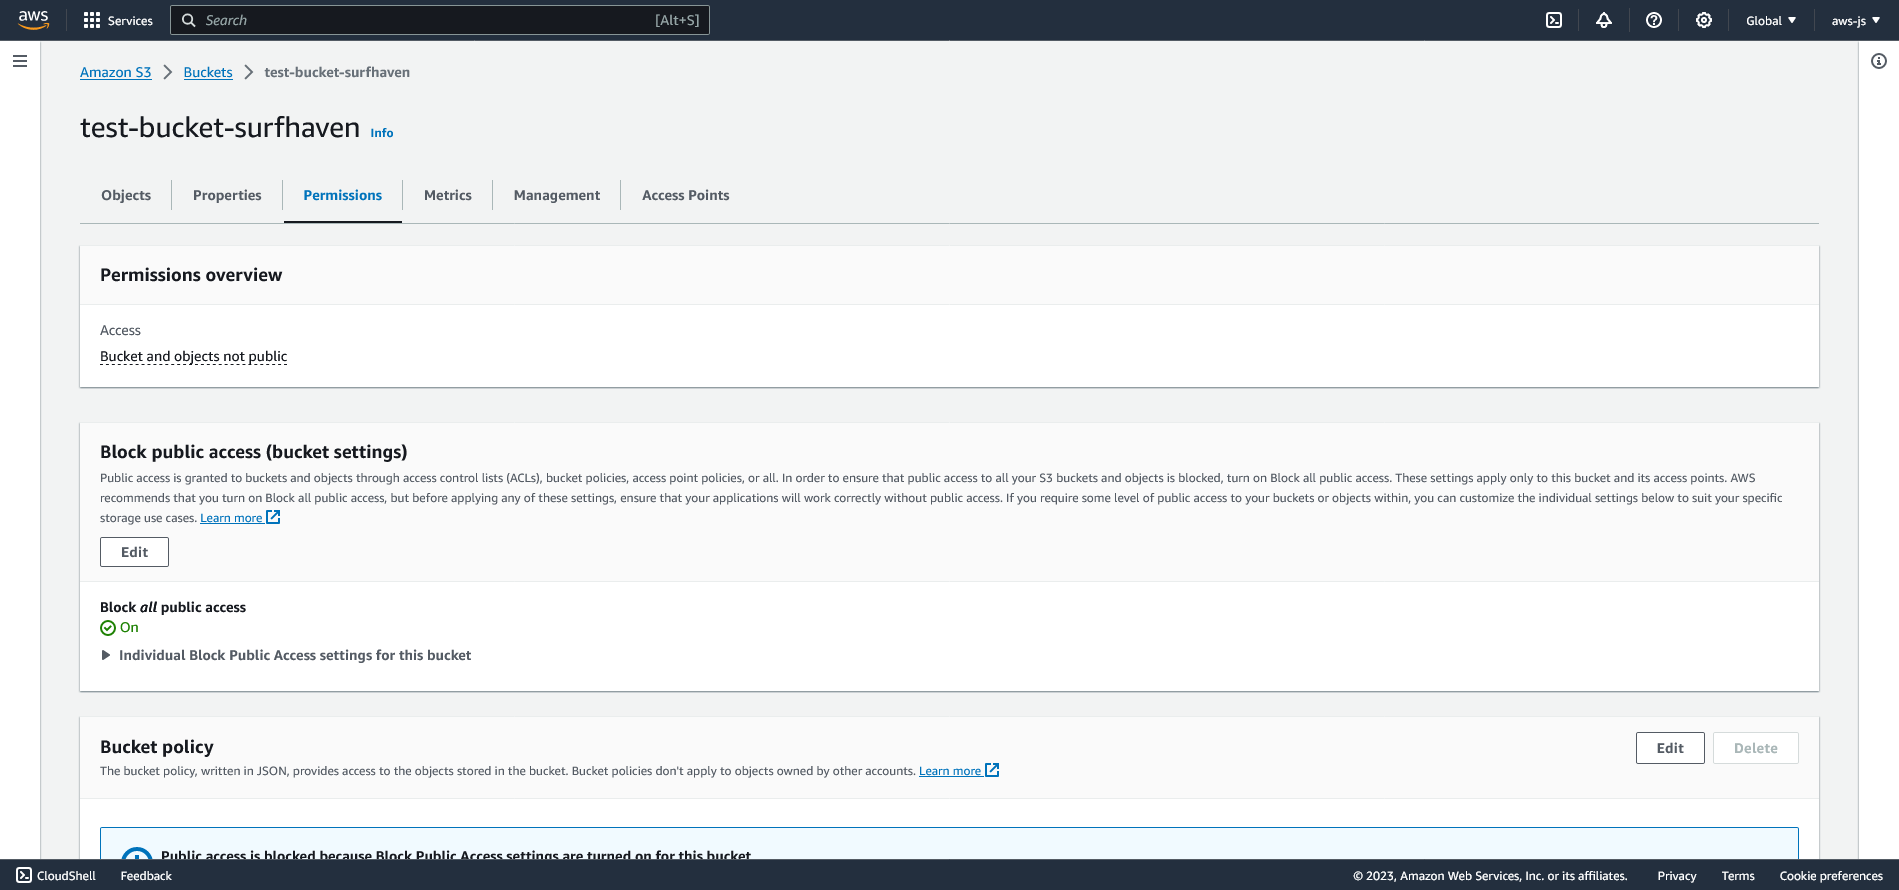 aws
Services
Search
[Alt+S]
Global
aws-js
Amazon S3
Buckets
test-bucket-surfhaven
test-bucket-surfhaven
Info
Objects
Properties
Permissions
Metrics
Management
Access Points
Permissions overview
Access
Bucket and objects not public
Block public access (bucket settings)
Public access is granted to buckets and objects through access control lists (ACLs), bucket policies, access point policies, or all. In order to ensure that public access to all your S3 buckets and objects is blocked, turn on Block all public access. These settings apply only to this bucket and its access points. AWS
recommends that you turn on Block all public access, but before applying any of these settings, ensure that your applications will work correctly without public access. If you require some level of public access to your buckets or objects within, you can customize the individual settings below to suit your specific
storage use cases. Learn more
Edit
Block all public access
On
Individual Block Public Access settings for this bucket
Bucket policy
Edit
Delete
The bucket policy, written in JSON, provides access to the objects stored in the bucket. Bucket policies don't apply to objects owned by other accounts. Learn more
Public access is blocked because Block Public Access settings are turned on for this bucket
CloudShell
Feedback
© 2023, Amazon Web Services, Inc. or its affiliates.
Privacy
Terms
Cookie preferences